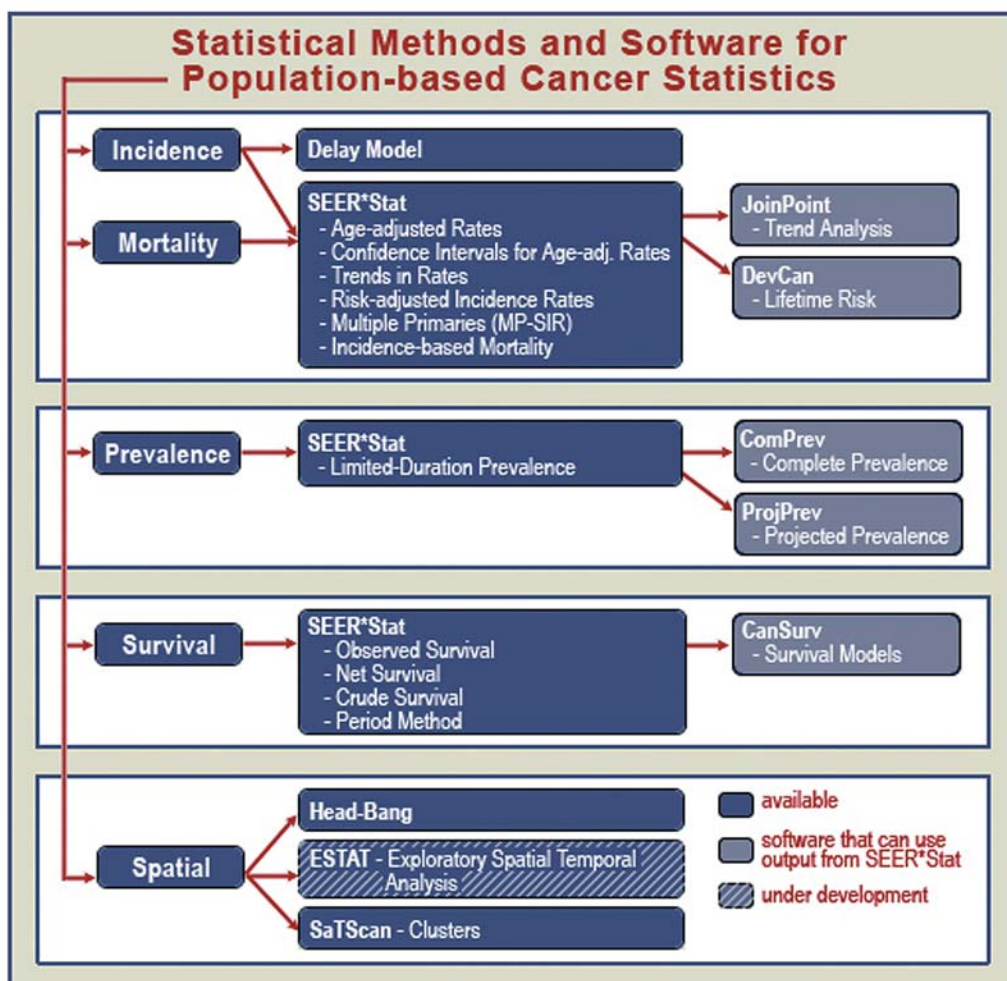 Statistical Methods and Software for
Population-based Cancer Statistics
Incidence
Delay Model
Mortality
SEER*Stat
- Age-adjusted Rates
- Confidence Intervals for Age-adj. Rates
- Trends in Rates
- Risk-adjusted Incidence Rates
- Multiple Primaries (MP-SIR)
- Incidence-based Mortality
JoinPoint
- Trend Analysis
DevCan
- Lifetime Risk
Prevalence
SEER*Stat
- Limited-Duration Prevalence
ComPrev
- Complete Prevalence
ProjPrev
- Projected Prevalence
Survival
SEER*Stat
- Observed Survival
- Net Survival
- Crude Survival
- Period Method
CanSurv
- Survival Models
Spatial
Head-Bang
ESTAT - Exploratory Spatial Temporal
Analysis
SaTScan - Clusters
available
software that can use
output from SEER*Stat
under development